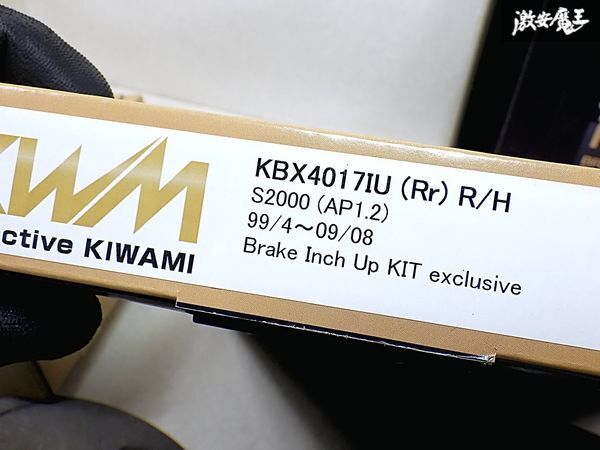 激安魔王
KWM
ctive KIWAMI
KBX4017IU (Rr) R/H
S2000 (AP1.2)
99/4～09/08
Brake Inch Up KIT exclusive